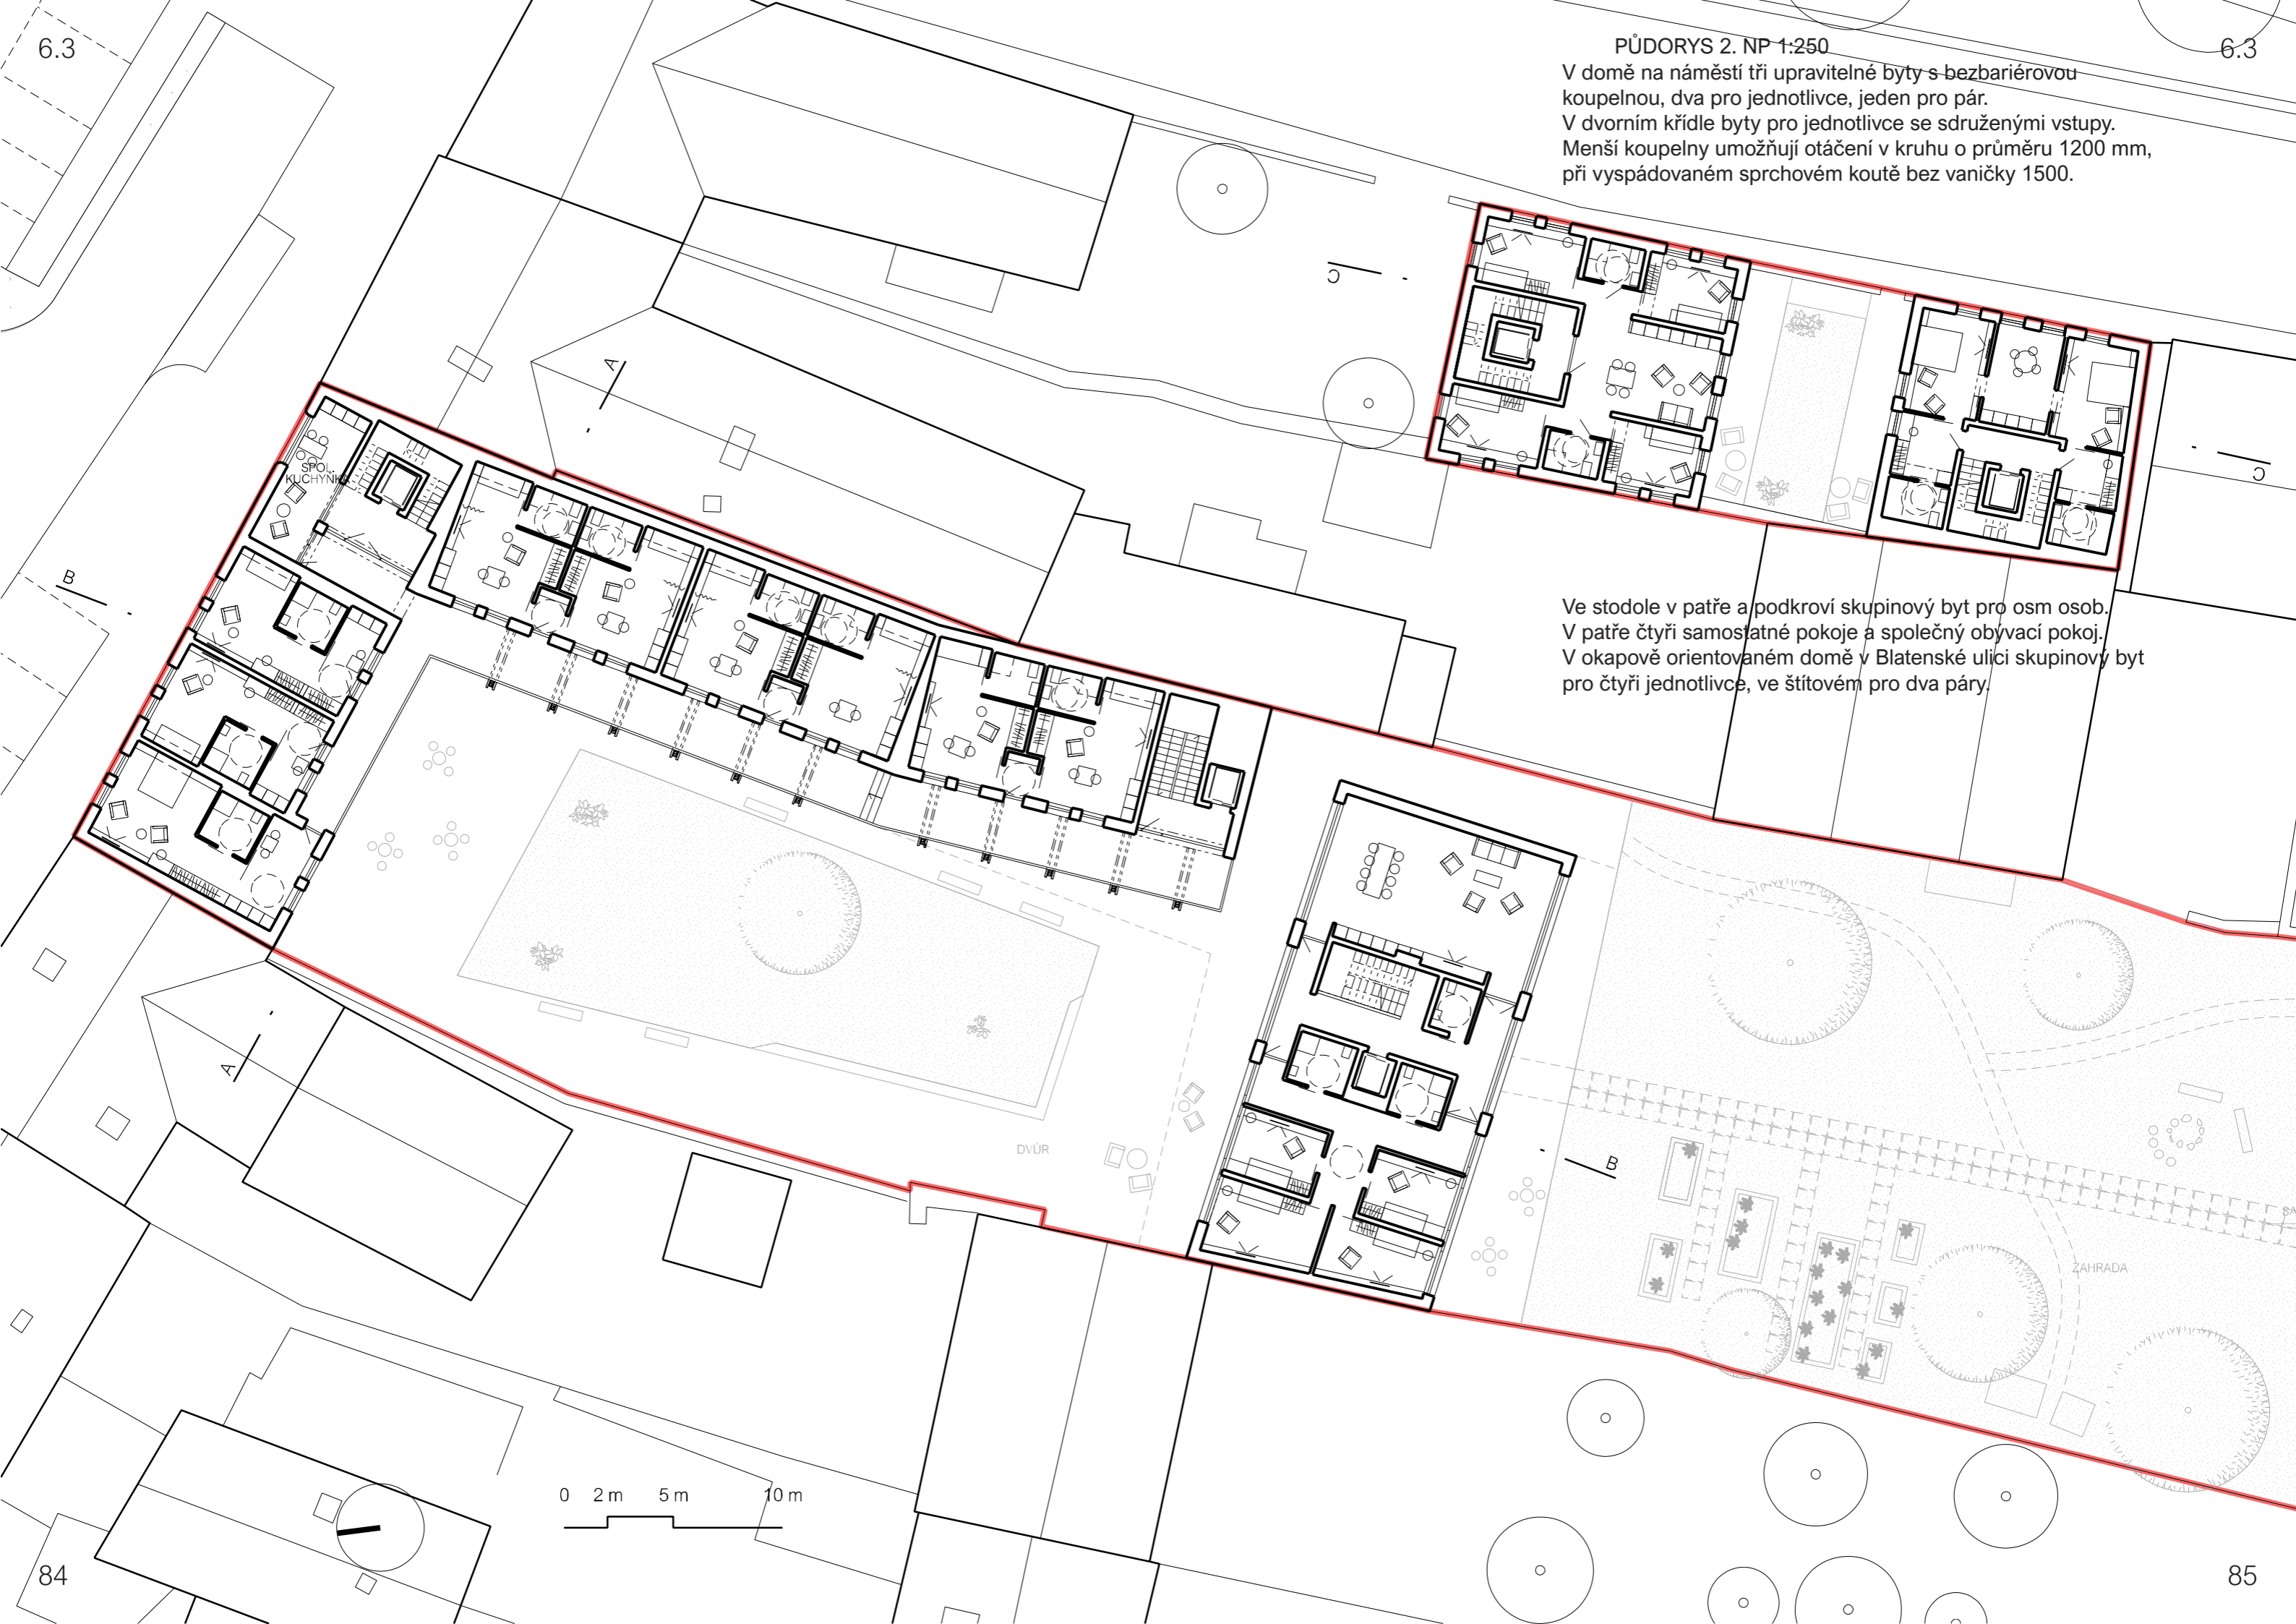 6.3
6.3
PŮDORYS 2. NP 1:250
V domě na náměstí tři upravitelné byty s bezbariérovou
koupelnou, dva pro jednotlivce, jeden pro pár.
V dvorním křídle byty pro jednotlivce se sdruženými vstupy.
Menší koupelny umožňují otáčení v kruhu o průměru 1200 mm,
při vyspádovaném sprchovém koutě bez vaničky 1500.
C
C
A
SPOL.
KUCHYŇKA
B
Ve stodole v patře a podkroví skupinový byt pro osm osob.
V patře čtyři samostatné pokoje a společný obývací pokoj.
V okapově orientovaném domě v Blatenské ulici skupinový byt
pro čtyři jednotlivce, ve štítovém pro dva páry.
A
DVŮR
B
ZAHRADA
0 2 m 5 m 10 m
84
85